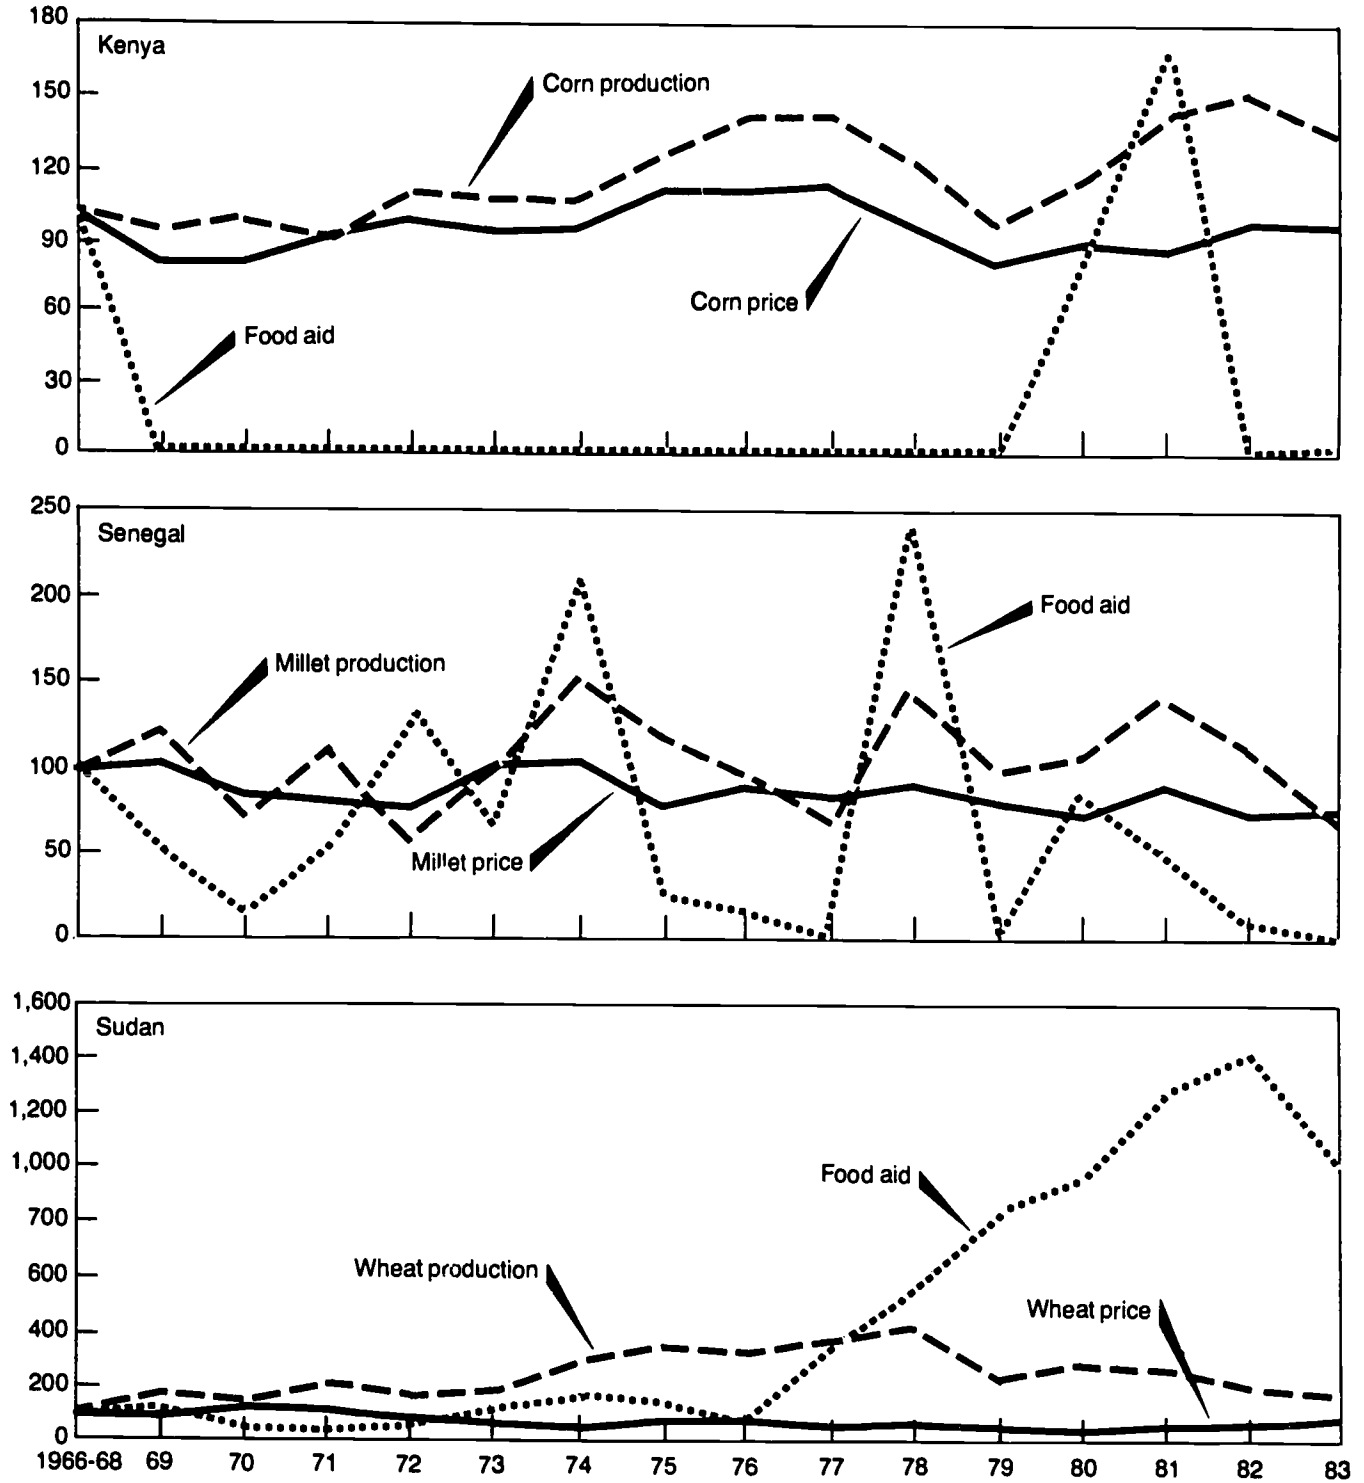 180
Kenya
Corn production
150
120
90
Corn price
60
Food aid
30
0
250
Senegal
200
Food aid
Millet production
150
100
50
Millet price
0
1,600
Sudan
1,400
1,200
1,000
Food aid
700
Wheat production
600
Wheat price
400
200
0
1966-68 69 70 71 72 73 74 75 76 77 78 79 80 81 82 83